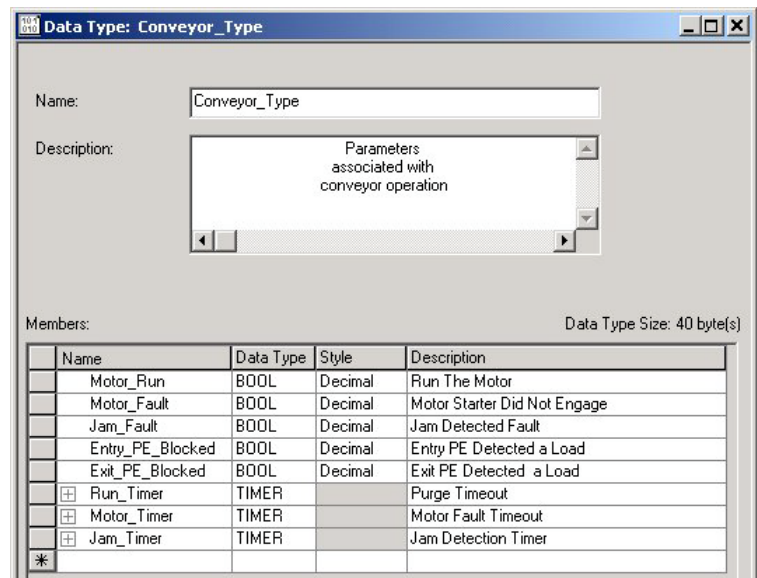 Data Type: Conveyor_Type
Name: Conveyor_Type
Description: Parameters
associated with
conveyor operation
Members: Data Type Size: 40 byte(s)
Name Data Type Style Description
Motor_Run BOOL Decimal Run The Motor
Motor_Fault BOOL Decimal Motor Starter Did Not Engage
Jam_Fault BOOL Decimal Jam Detected Fault
Entry_PE_Blocked BOOL Decimal Entry PE Detected a Load
Exit_PE_Blocked BOOL Decimal Exit PE Detected a Load
Run_Timer TIMER Purge Timeout
Motor_Timer TIMER Motor Fault Timeout
Jam_Timer TIMER Jam Detection Timer